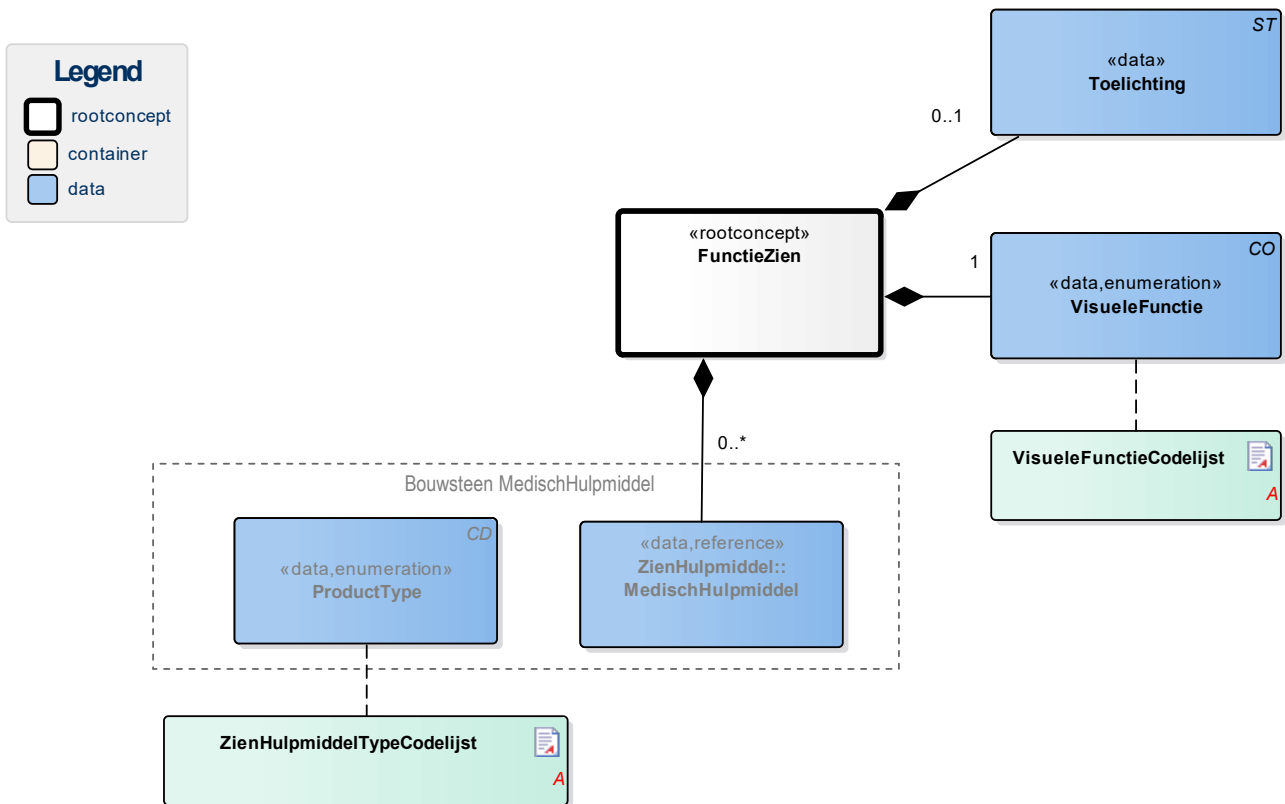 Legend
rootconcept
container
data
ST
«data»
Toelichting
0..1
«rootconcept»
FunctieZien
1
CO
«data,enumeration»
VisueleFunctie
0..*
VisueleFunctieCodelijst
A
Bouwsteen MedischHulpmiddel
CD
«data,enumeration»
ProductType
«data,reference»
ZienHulpmiddel::
MedischHulpmiddel
ZienHulpmiddelTypeCodelijst
A